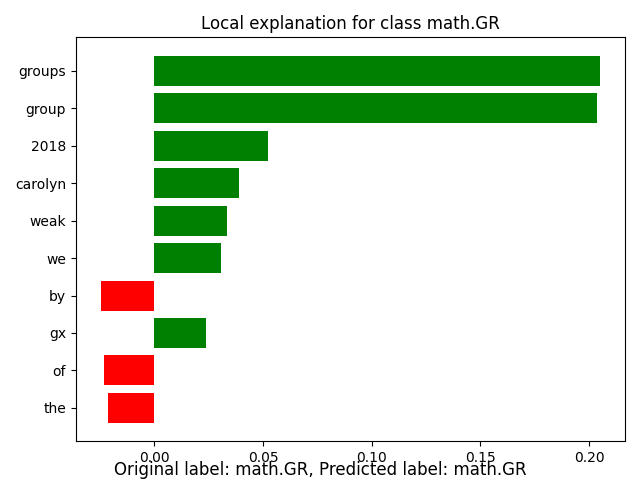 Local explanation for class math.GR
groups
group
2018
carolyn
weak
we
by
gx
of
the
0.00 0.05 0.10 0.15 0.20
Original label: math.GR, Predicted label: math.GR